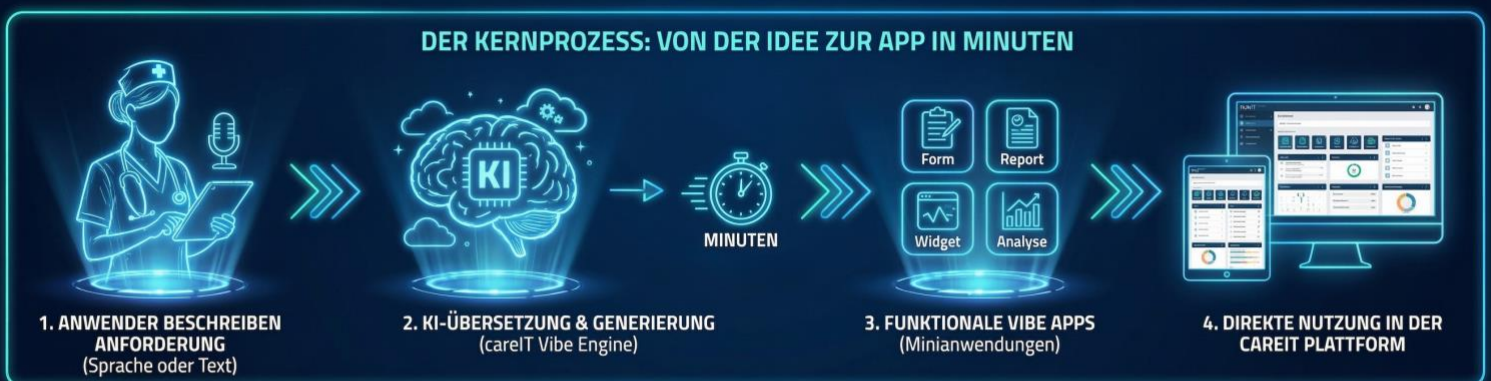 DER KERNPROZESS: VON DER IDEE ZUR APP IN MINUTEN
KI
MINUTEN
Form
Report
Widget
Analyse
1. ANWENDER BESCHREIBEN
ANFORDERUNG
(Sprache oder Text)
2. KI-ÜBERSETZUNG & GENERIERUNG
(careIT Vibe Engine)
3. FUNKTIONALE VIBE APPS
(Minianwendungen)
4. DIREKTE NUTZUNG IN DER
CAREIT PLATTFORM